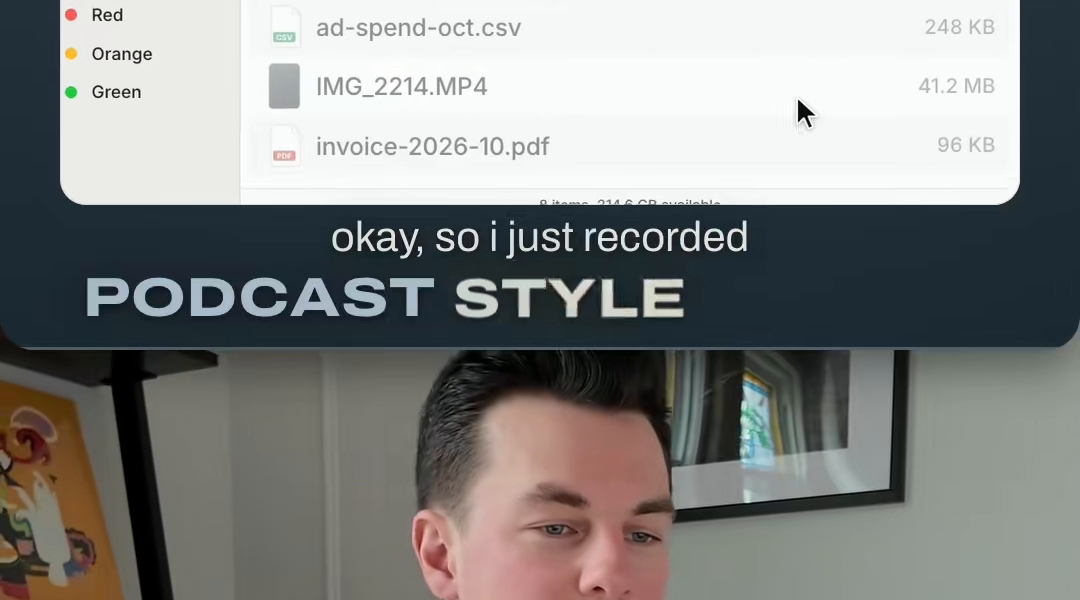 Red
ad-spend-oct.csv 248 KB
CSV
Orange
IMG_2214.MP4 41.2 MB
Green
invoice-2026-10.pdf 96 KB
PDF
okay, so i just recorded
PODCAST STYLE